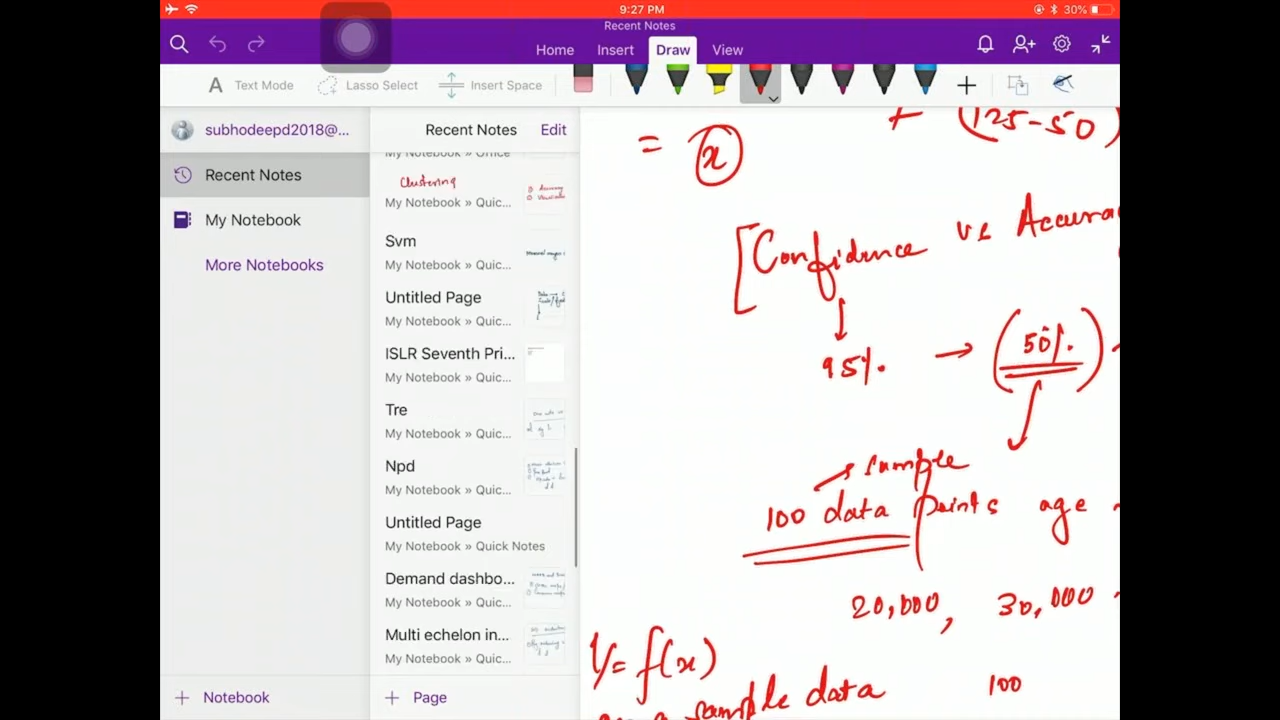 9:27 PM
30%
Recent Notes
Home Insert Draw View
A Text Mode Lasso Select Insert Space
subhodeepd2018@...
Recent Notes
My Notebook
More Notebooks
+ Notebook
Recent Notes Edit
My Notebook » Office
Clustering
My Notebook » Quic...
Svm
My Notebook » Quic...
Untitled Page
My Notebook » Quic...
ISLR Seventh Pri...
My Notebook » Quic...
Tre
My Notebook » Quic...
Npd
My Notebook » Quic...
Untitled Page
My Notebook » Quick Notes
Demand dashbo...
My Notebook » Quic...
Multi echelon in...
My Notebook » Quic...
+ Page
+ (125-50)
= x
[Confidence vs Accura
95%. → (50%.)
sample
100 data points age
20,000, 30,000
y = f(x)
sample data 100